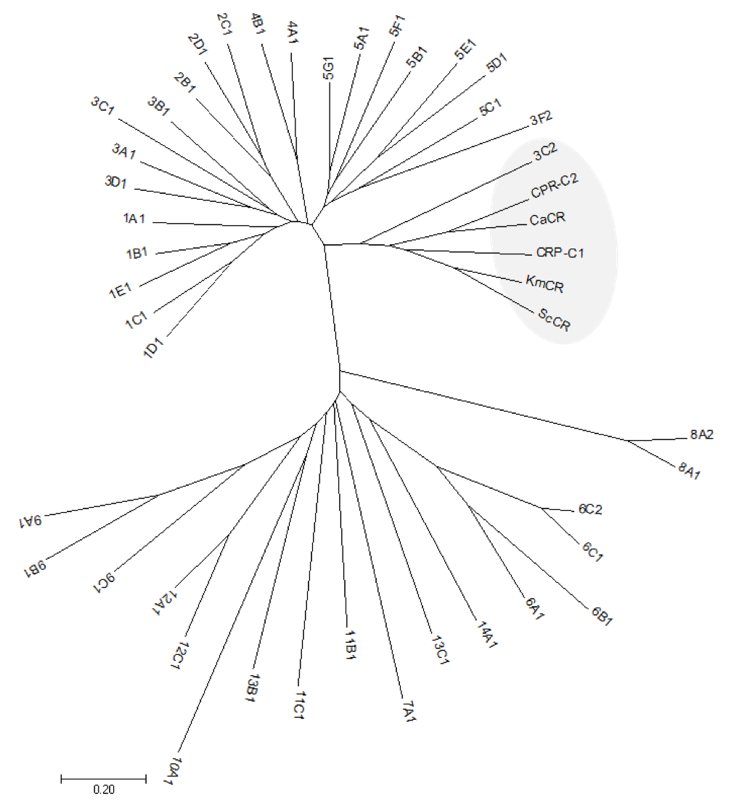 2C1
4B1
4A1
5F1
2D1
5A1
5G1
5B1
5E1
5D1
2B1
3C1
3B1
5C1
3F2
3A1
3C2
3D1
CPR-C2
1A1
CaCR
1B1
CRP-C1
1E1
KmCR
1C1
ScCR
1D1
8A2
8A1
6C2
9A1
6C1
9B1
9C1
12A1
6A1
6B1
14A1
11B1
13C1
12C1
13B1
11C1
7A1
10A1
0.20